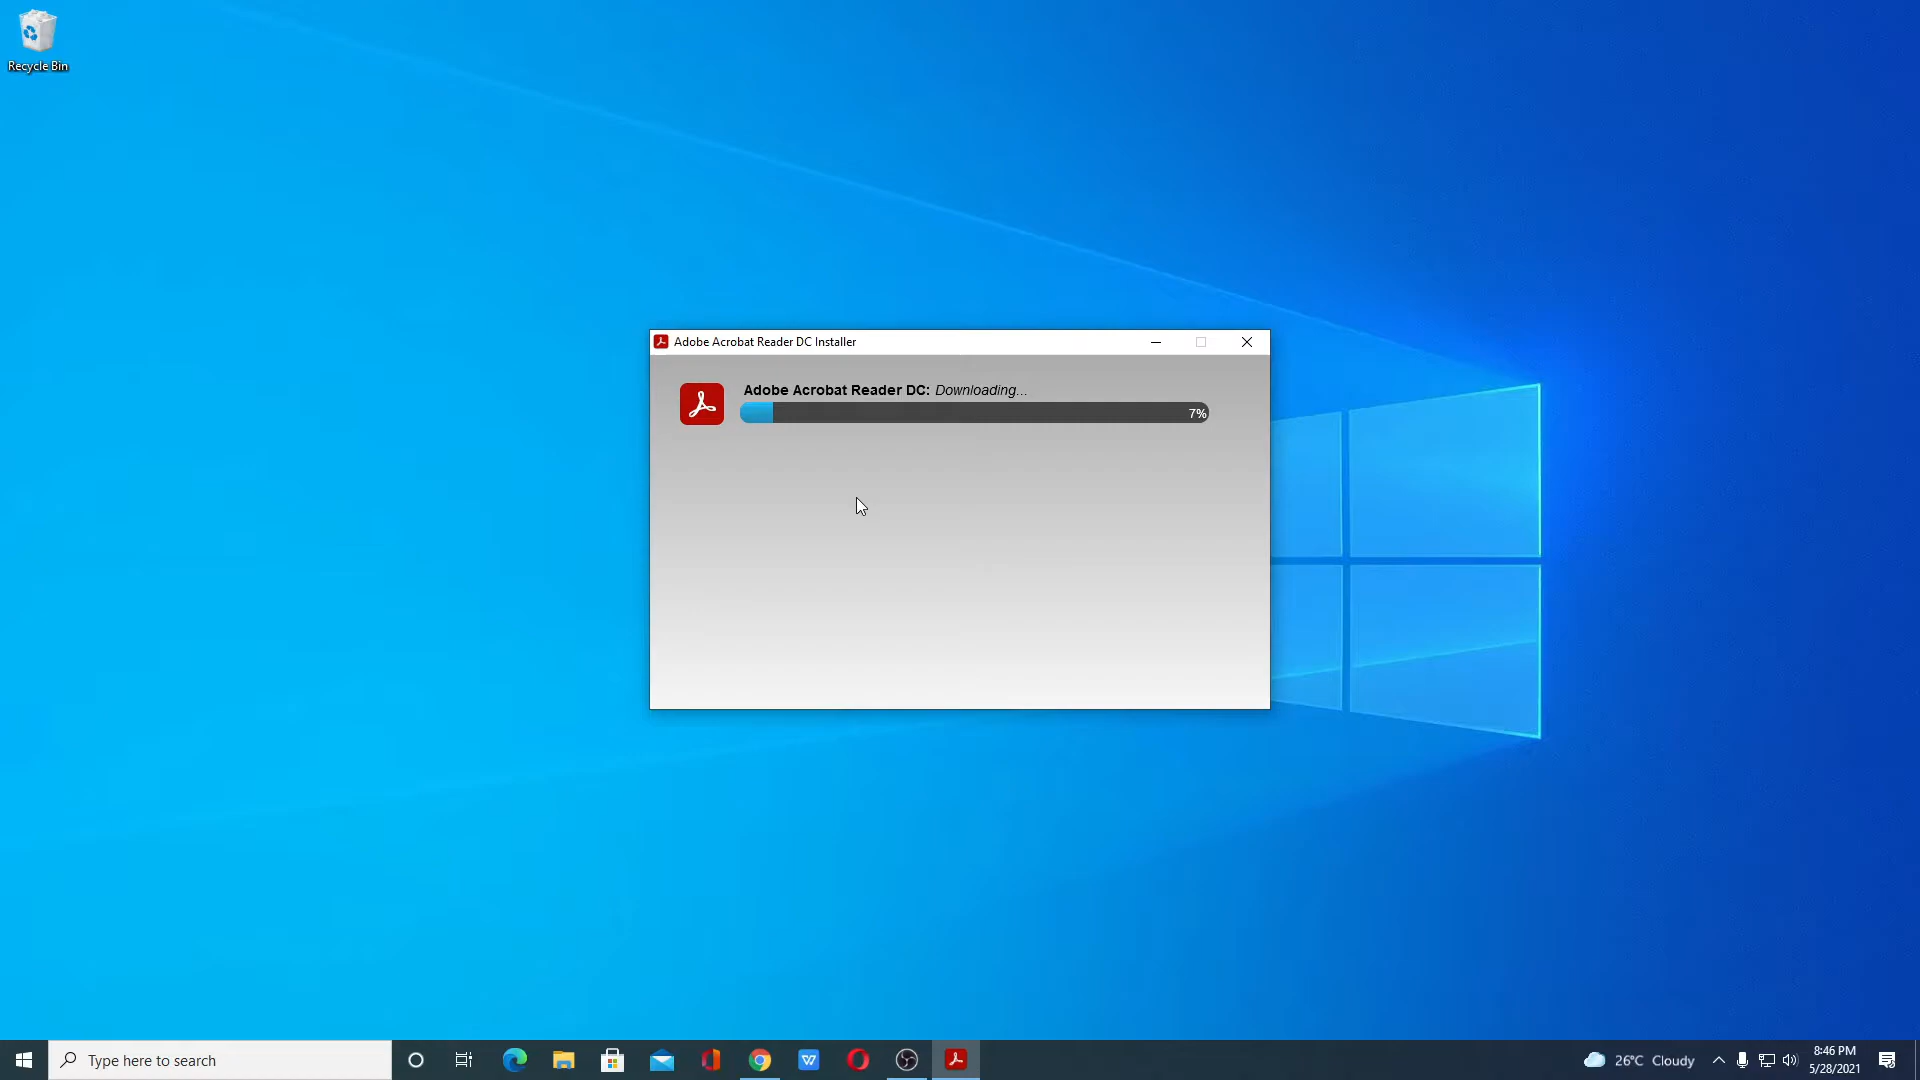 Recycle Bin
Adobe Acrobat Reader DC Installer
Adobe Acrobat Reader DC: Downloading...
7%
Type here to search
26°C Cloudy
8:46 PM
5/28/2021